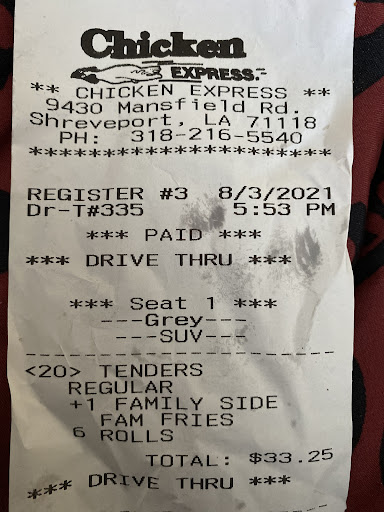 Chicken
EXPRESS.
** CHICKEN EXPRESS **
9430 Mansfield Rd.
Shreveport, LA 71118
PH: 318-216-5540
**********************
REGISTER #3 8/3/2021
Dr-T#335 5:53 PM
*** PAID ***
*** DRIVE THRU ***
*** Seat 1 ***
---Grey---
---SUV---
--------------------------------
<20> TENDERS
REGULAR
+1 FAMILY SIDE
FAM FRIES
6 ROLLS
TOTAL: $33.25
*** DRIVE THRU ***